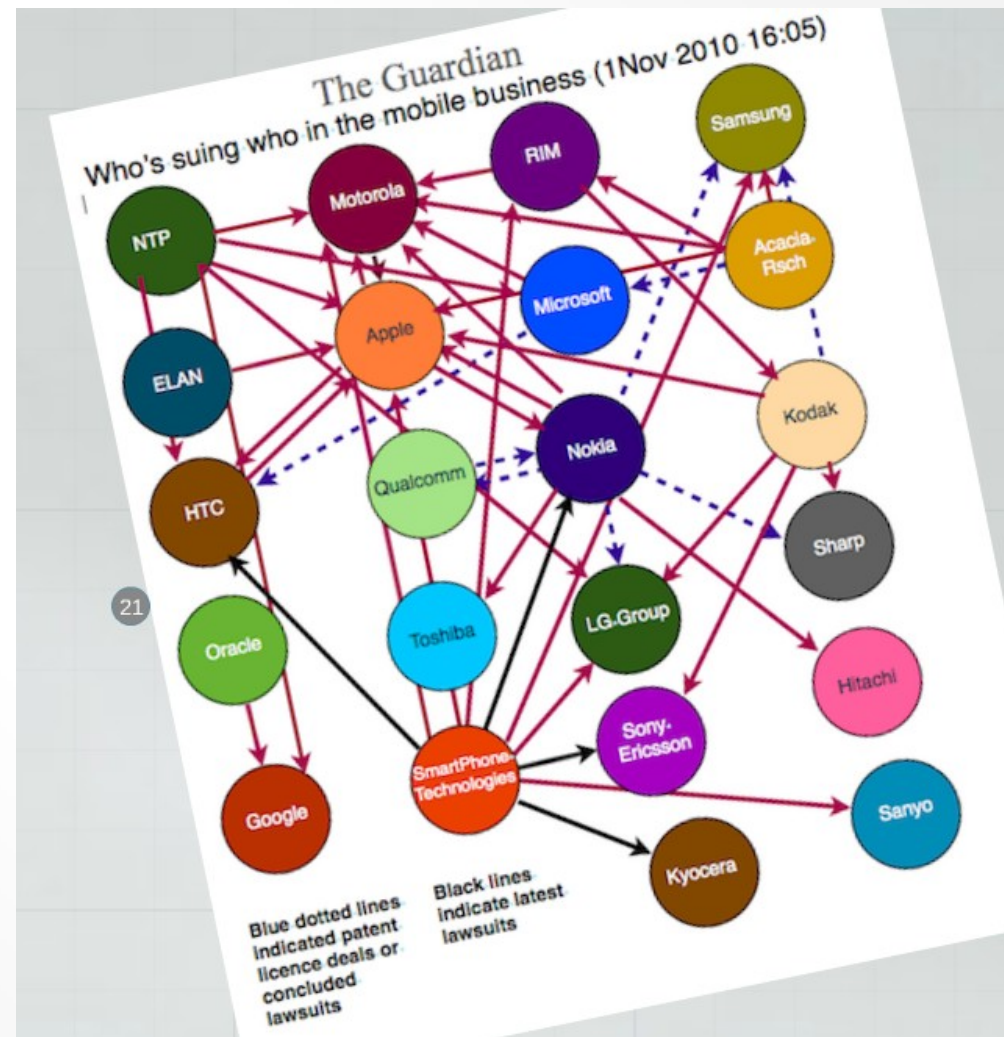 The Guardian
Who's suing who in the mobile business (1Nov 2010 16:05)
Samsung
RIM
Motorola
NTP
Acacia-
Rsch
Microsoft
Apple
ELAN
Kodak
Nokia
Qualcomm
HTC
Sharp
21
LG-Group
Toshiba
Oracle
Hitachi
Sony-
Ericsson
SmartPhone-
Technologies
Sanyo
Google
Kyocera
Blue dotted lines
indicated patent
licence deals or
concluded
lawsuits
Black lines
indicate latest
lawsuits